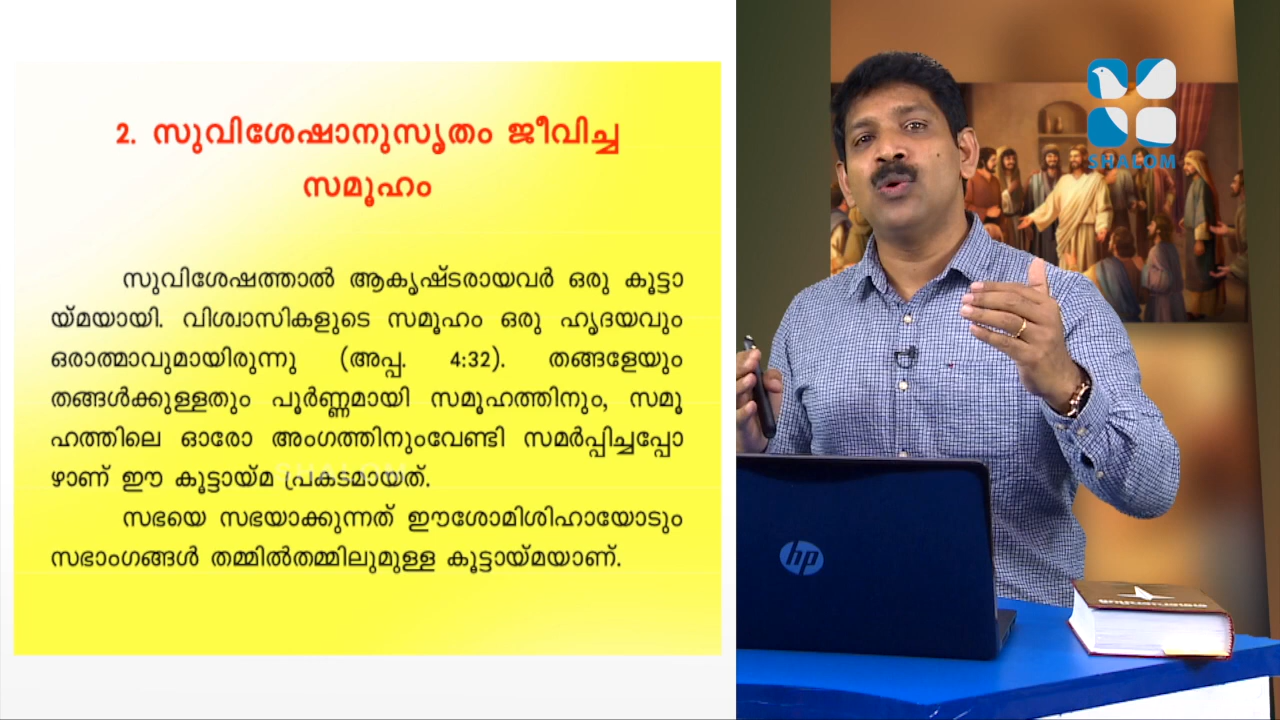 2. സുവിശേഷാനുസൃതം ജീവിച്ച
സമൂഹം
സുവിശേഷത്താൽ ആകൃഷ്ടരായവർ ഒരു കൂട്ടാ
യ്മയായി. വിശ്വാസികളുടെ സമൂഹം ഒരു ഹൃദയവും
ഒരാത്മാവുമായിരുന്നു (അപ്പ. 4:32). തങ്ങളേയും
തങ്ങൾക്കുള്ളതും പൂർണ്ണമായി സമൂഹത്തിനും, സമൂ
ഹത്തിലെ ഓരോ അംഗത്തിനുംവേണ്ടി സമർപ്പിച്ചപ്പോ
ഴാണ് ഈ കൂട്ടായ്മ പ്രകടമായത്.
സഭയെ സഭയാക്കുന്നത് ഈശോമിശിഹായോടും
സഭാംഗങ്ങൾ തമ്മിൽതമ്മിലുമുള്ള കൂട്ടായ്മയാണ്.
SHALOM
hp